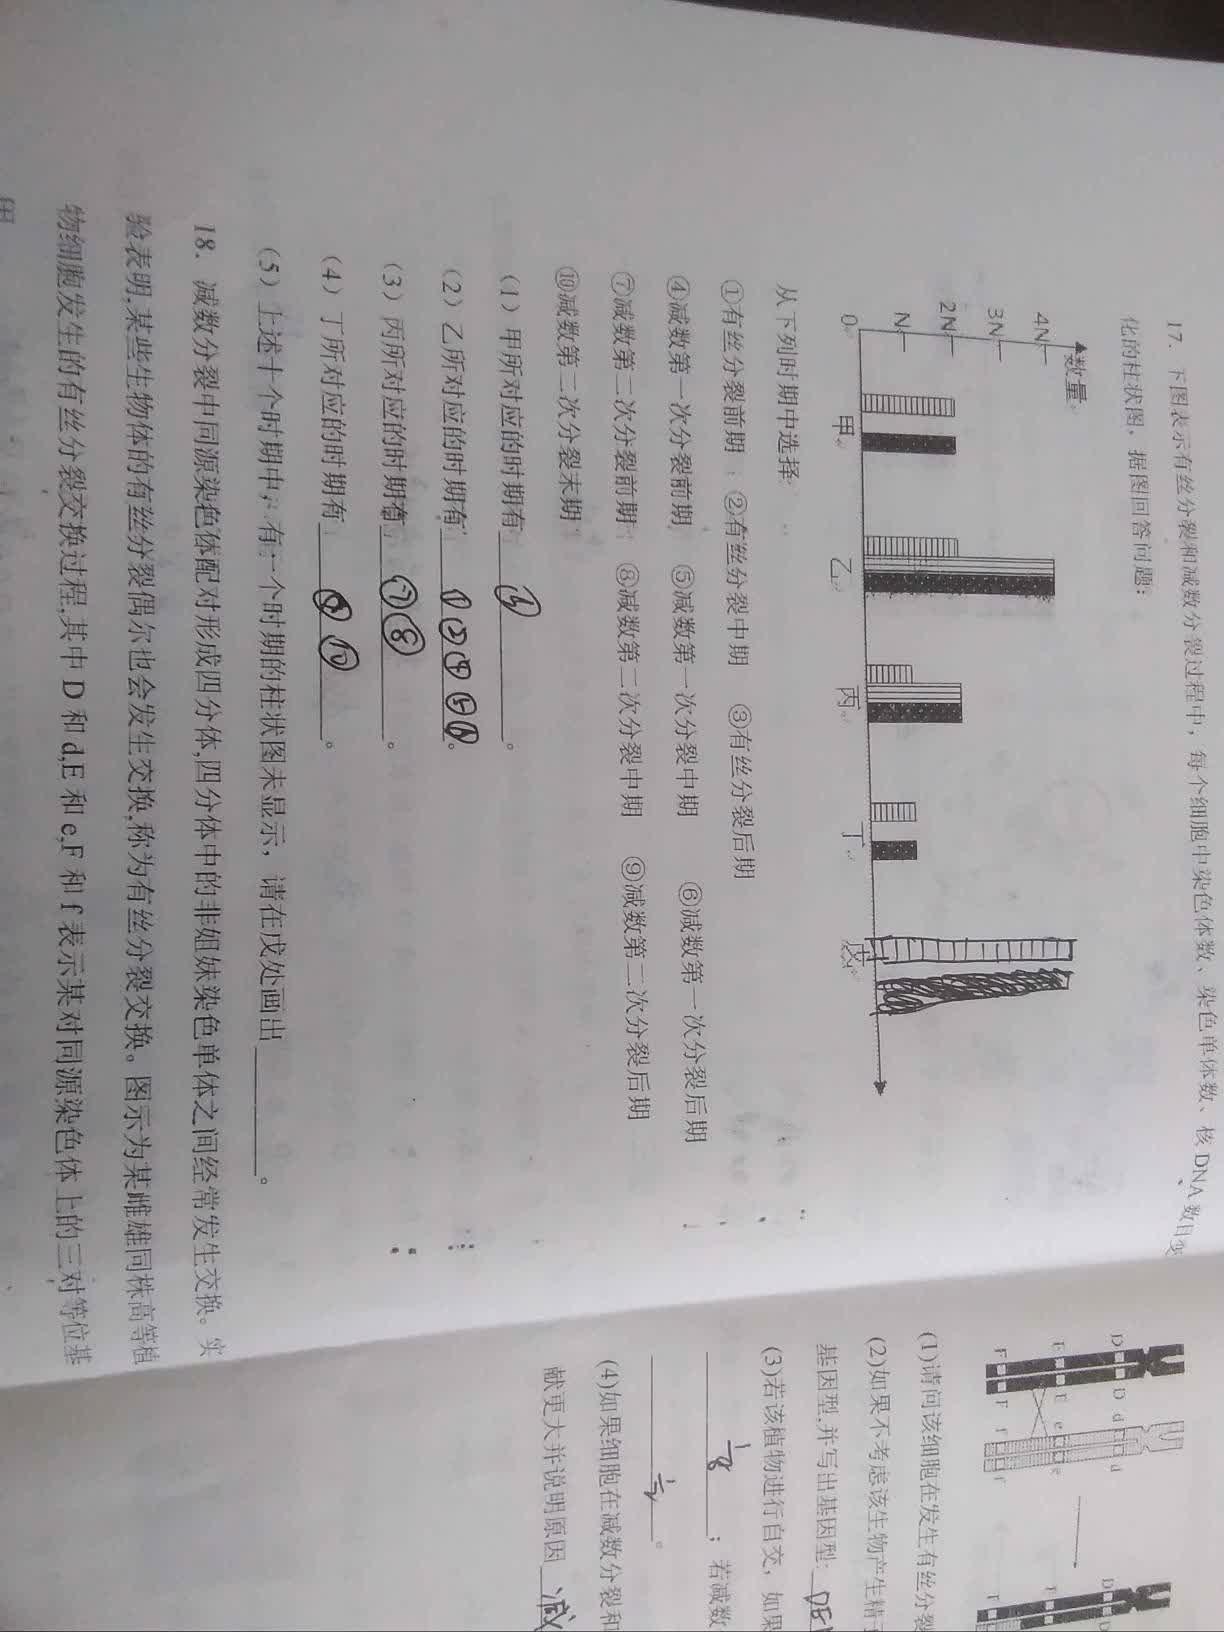 17. 下图表示有丝分裂和减数分裂过程中，每个细胞中染色体数、染色单体数、核DNA数目变
化的柱状图，据图回答问题：
数量
4N
3N
2N
N
0
甲
乙
丙
丁
戊
从下列时期中选择
①有丝分裂前期 ②有丝分裂中期 ③有丝分裂后期
④减数第一次分裂前期 ⑤减数第一次分裂中期 ⑥减数第一次分裂后期
⑦减数第二次分裂前期 ⑧减数第二次分裂中期 ⑨减数第二次分裂后期
⑩减数第二次分裂末期
(1) 甲所对应的时期有 。
(2) 乙所对应的时期有 ①②④⑤⑥。
(3) 丙所对应的时期有 ⑦⑧ 。
(4) 丁所对应的时期有 ⑩ 。
(5) 上述十个时期中，有一个时期的柱状图未显示，请在戊处画出 。
18. 减数分裂中同源染色体配对形成四分体,四分体中的非姐妹染色单体之间经常发生交换。实
验表明,某些生物体的有丝分裂偶尔也会发生交换,称为有丝分裂交换。图示为某雌雄同株高等植
物细胞发生的有丝分裂交换过程,其中 D 和 d,E 和 e,F 和 f 表示某对同源染色体上的三对等位基
D D d d
E E e e
F F f f
D
E
F
(1)请问该细胞在发生有丝分裂
(2)如果不考虑该生物产生精子
基因型,并写出基因型:
(3)若该植物进行自交，如果
1/8 ；若减数
1/2 。
(4)如果细胞在减数分裂和
献更大并说明原因 减